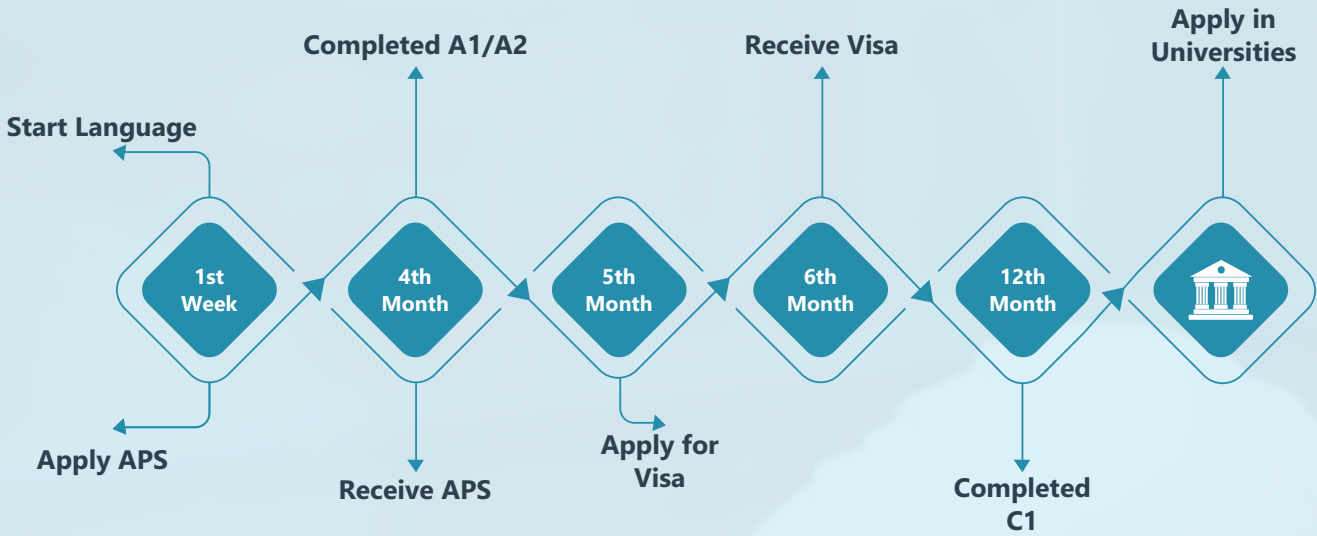 Start Language
1st
Week
Apply APS
Completed A1/A2
4th
Month
Receive APS
5th
Month
Apply for
Visa
Receive Visa
6th
Month
12th
Month
Completed
C1
Apply in
Universities